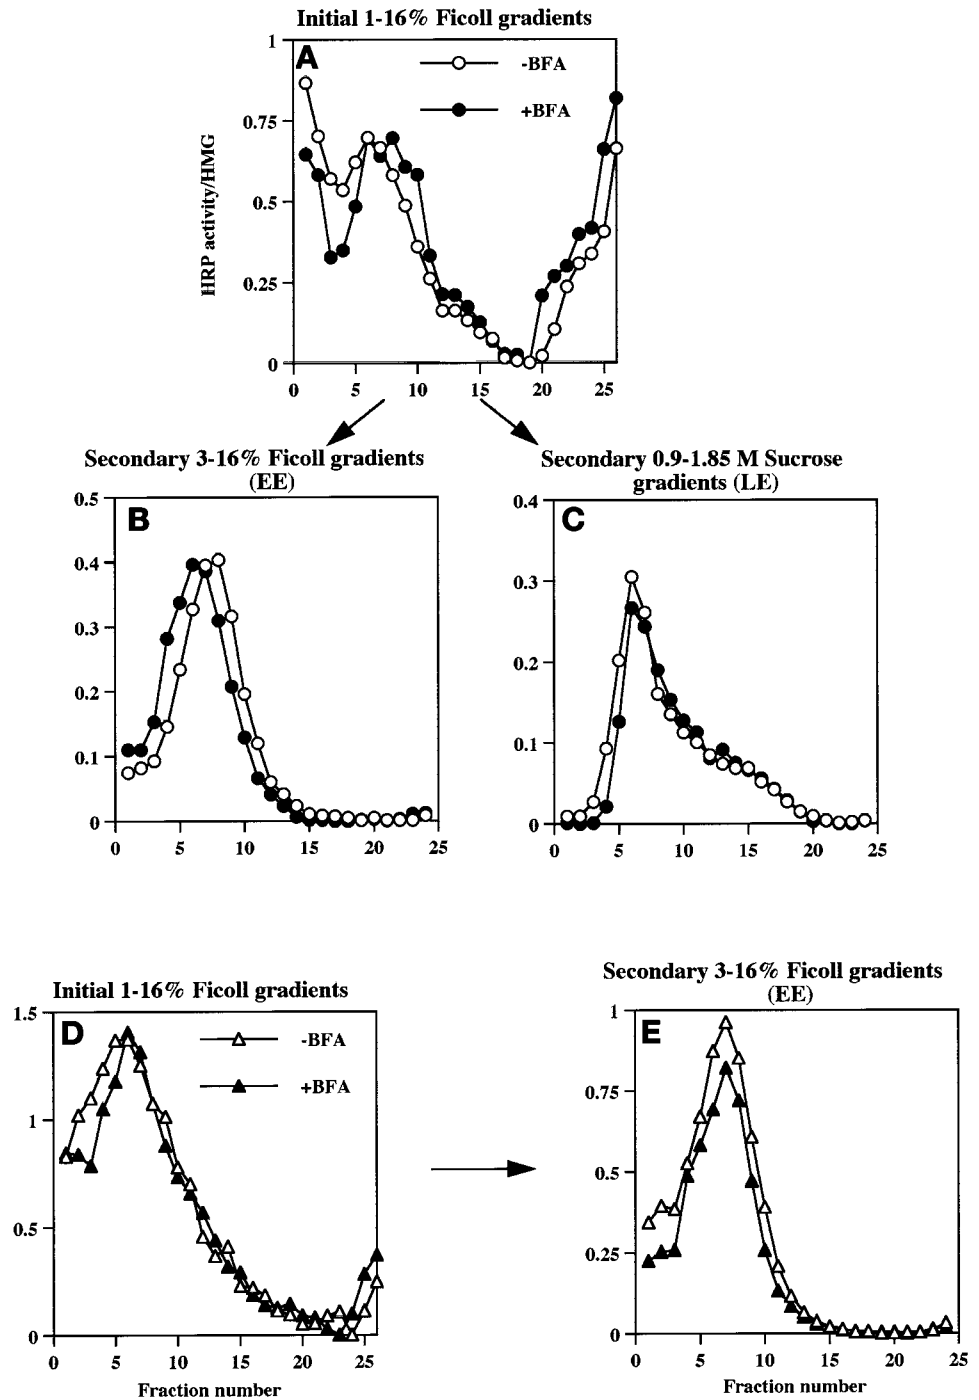 Initial 1-16% Ficoll gradients
A
-BFA
+BFA
HRP activity/HMG
1
0.75
0.5
0.25
0
0 5 10 15 20 25
Secondary 3-16% Ficoll gradients
(EE)
B
0.5
0.4
0.3
0.2
0.1
0
0 5 10 15 20 25
Secondary 0.9-1.85 M Sucrose
gradients (LE)
C
0.4
0.3
0.2
0.1
0
0 5 10 15 20 25
Initial 1-16% Ficoll gradients
D
-BFA
+BFA
1.5
1
0.5
0
0 5 10 15 20 25
Fraction number
Secondary 3-16% Ficoll gradients
(EE)
E
1
0.75
0.5
0.25
0
0 5 10 15 20 25
Fraction number